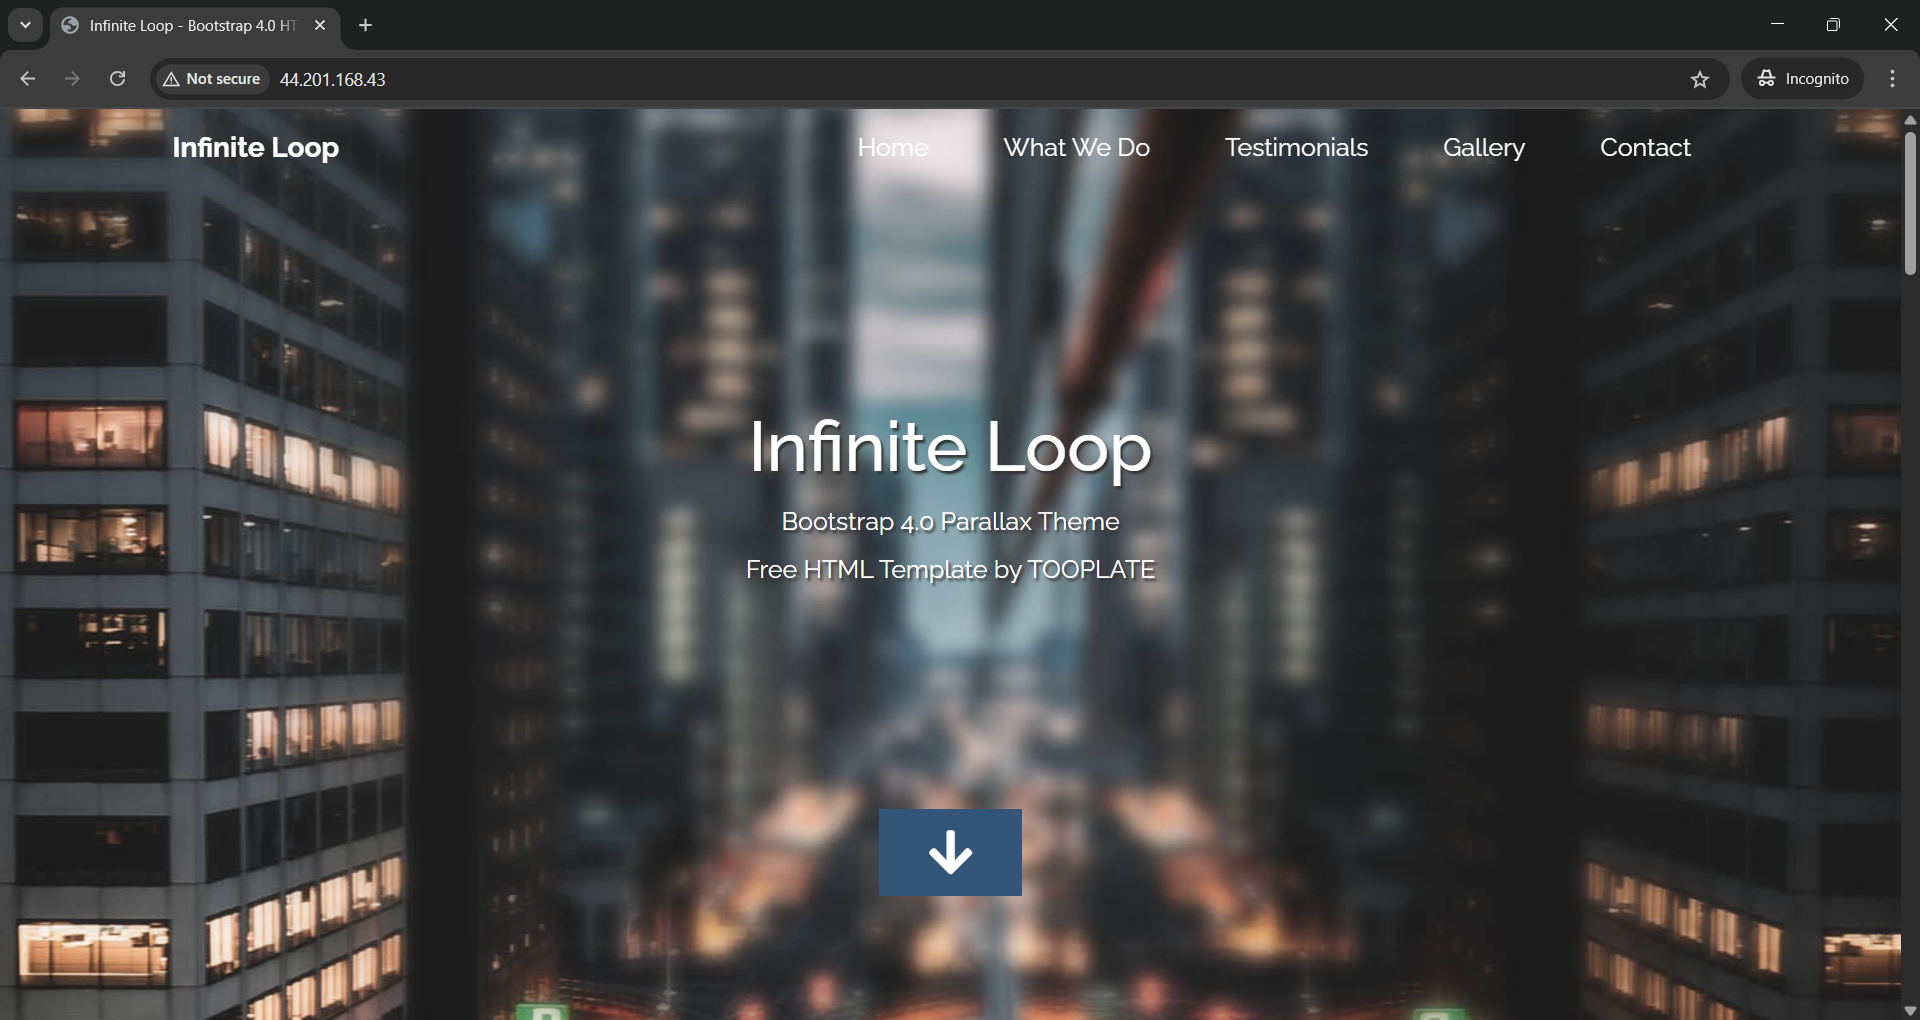 Infinite Loop - Bootstrap 4.0 HT
Not secure
44.201.168.43
Incognito
Infinite Loop
Home
What We Do
Testimonials
Gallery
Contact
Infinite Loop
Bootstrap 4.0 Parallax Theme
Free HTML Template by TOOPLATE